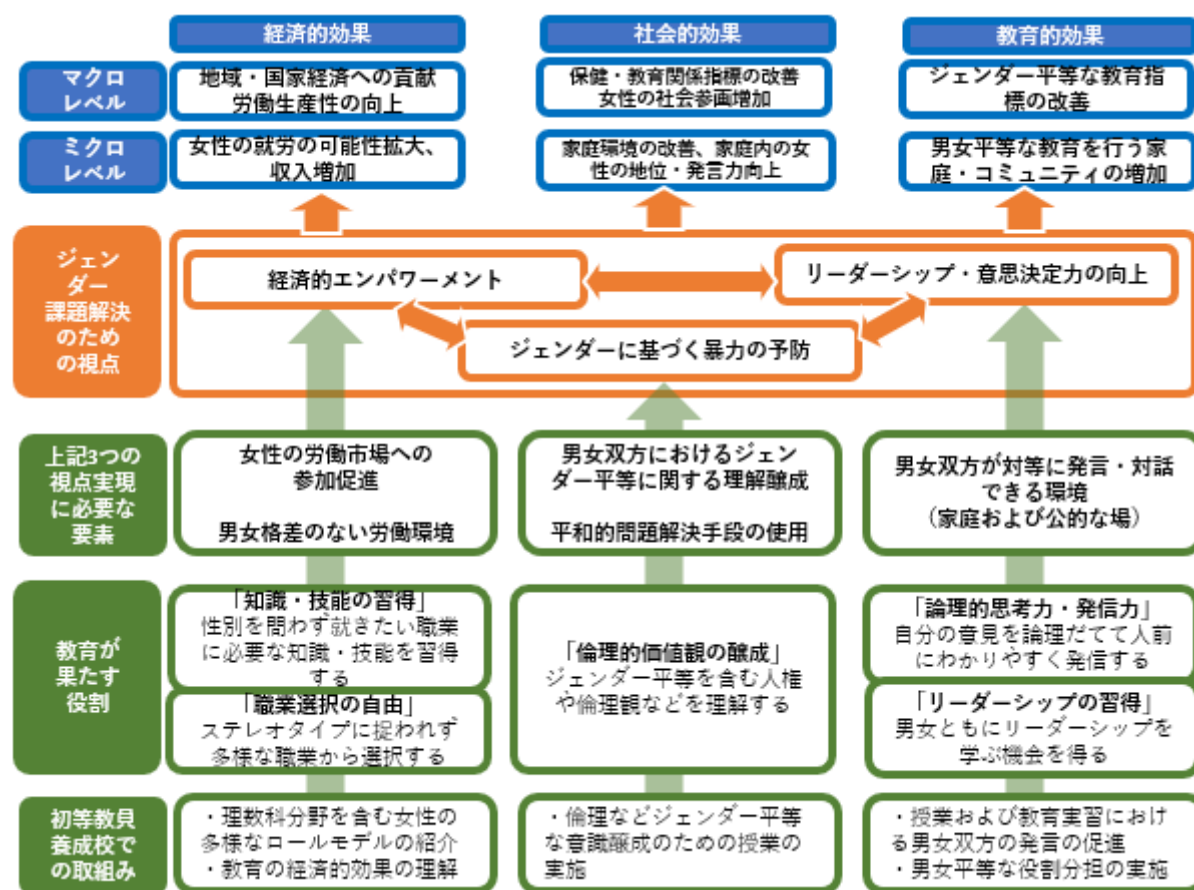 経済的効果
社会的効果
教育的効果
マクロ
レベル
地域・国家経済への貢献
労働生産性の向上
保健・教育関係指標の改善
女性の社会参画増加
ジェンダー平等な教育指
標の改善
ミクロ
レベル
女性の就労の可能性拡大、
収入増加
家庭環境の改善、家庭内の女
性の地位・発言力向上
男女平等な教育を行う家
庭・コミュニティの増加
ジェン
ダー
課題解決
のため
の視点
経済的エンパワーメント
リーダーシップ・意思決定力の向上
ジェンダーに基づく暴力の予防
上記3つの
視点実現
に必要な
要素
女性の労働市場への
参加促進
男女格差のない労働環境
男女双方におけるジェン
ダー平等に関する理解醸成
平和的問題解決手段の使用
男女双方が対等に発言・対話
できる環境
（家庭および公的な場）
教育が
果たす
役割
「知識・技能の習得」
性別を問わず就きたい職業
に必要な知識・技能を習得
する
「職業選択の自由」
ステレオタイプに捉われず
多様な職業から選択する
「倫理的価値観の醸成」
ジェンダー平等を含む人権
や倫理観などを理解する
「論理的思考力・発信力」
自分の意見を論理だてて人前
にわかりやすく発信する
「リーダーシップの習得」
男女ともにリーダーシップを
学ぶ機会を得る
初等教員
養成校で
の取組み
・理数科分野を含む女性の
多様なロールモデルの紹介
・教育の経済的効果の理解
・倫理などジェンダー平等
な意識醸成のための授業の
実施
・授業および教育実習におけ
る男女双方の発言の促進
・男女平等な役割分担の実施